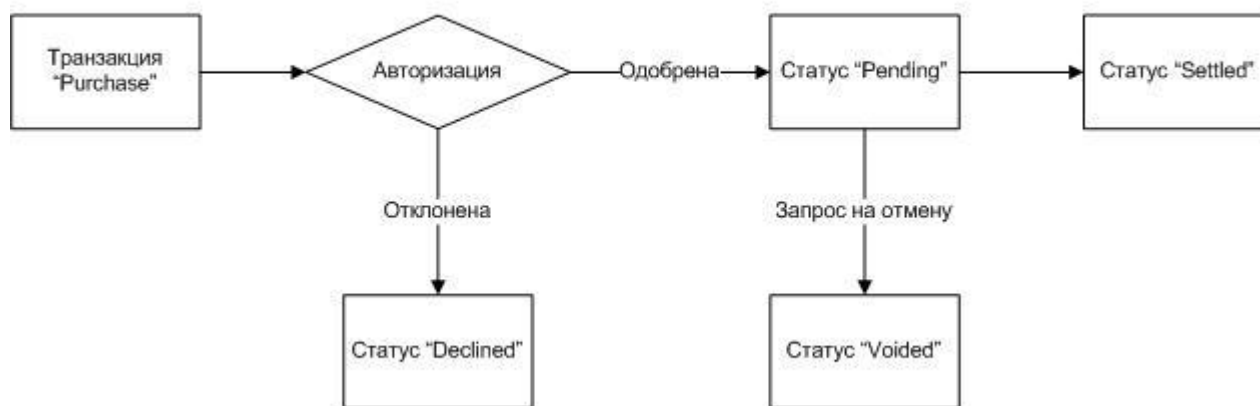 Транзакция
“Purchase”
Авторизация
Одобрена
Статус “Pending”
Статус “Settled”
Отклонена
Запрос на отмену
Статус “Declined”
Статус “Voided”